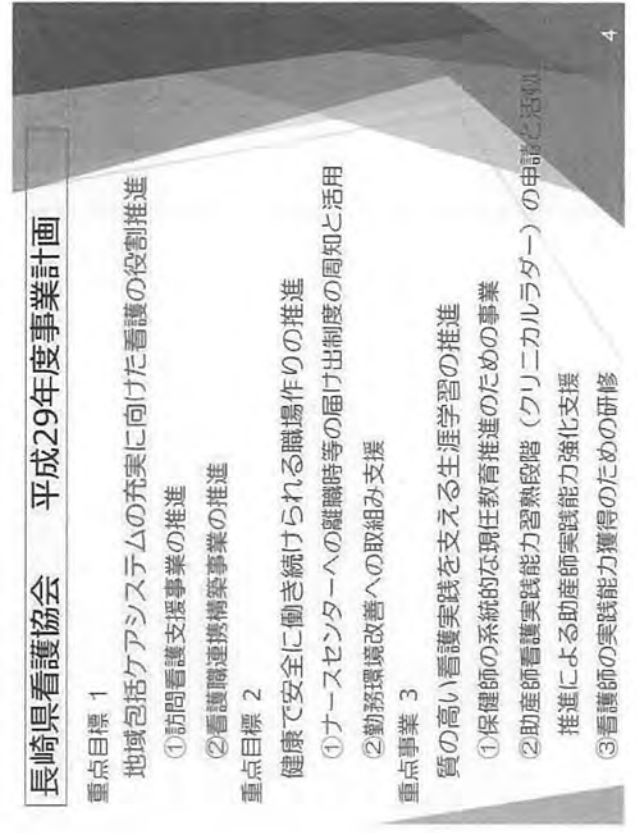 長崎県看護協会　平成29年度事業計画
重点目標 1
地域包括ケアシステムの充実に向けた看護の役割推進
①訪問看護支援事業の推進
②看護職連携構築事業の推進
重点目標 2
健康で安全に働き続けられる職場作りの推進
①ナースセンターへの離職時等の届け出制度の周知と活用
②勤務環境改善への取組み支援
重点事業 3
質の高い看護実践を支える生涯学習の推進
①保健師の系統的な現任教育推進のための事業
②助産師看護実践能力習熟段階（クリニカルラダー）の申請と活動
推進による助産師実践能力強化支援
③看護師の実践能力獲得のための研修
4